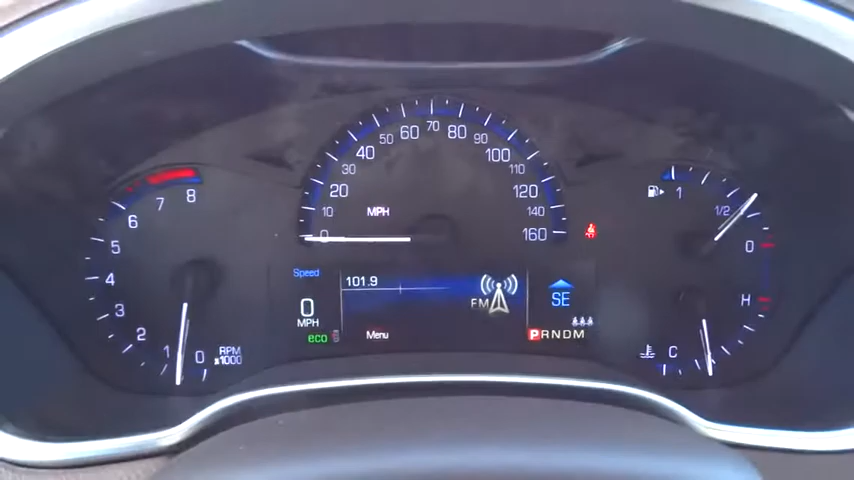 0 10 20 30 40 50 60 70 80 90 100 110 120 140 160
MPH
0 1 2 3 4 5 6 7 8
RPM
x1000
1 1/2 0
H
C
Speed
0
MPH
eco
101.9
FM
Menu
SE
PRNDM